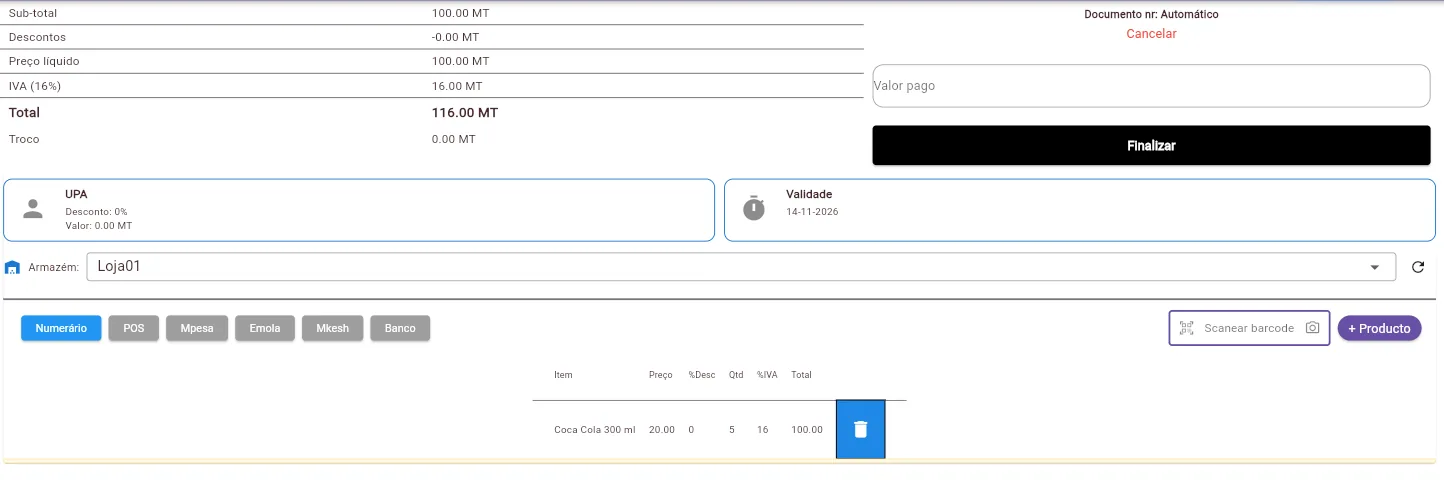 Sub-total 100.00 MT
Descontos -0.00 MT
Preço líquido 100.00 MT
IVA (16%) 16.00 MT
Total 116.00 MT
Troco 0.00 MT
Documento nr: Automático
Cancelar
Valor pago
Finalizar
UPA
Desconto: 0%
Valor: 0.00 MT
Validade
14-11-2026
Armazém: Loja01
Numerário POS Mpesa Emola Mkesh Banco Scanear barcode + Producto
Item Preço %Desc Qtd %IVA Total
Coca Cola 300 ml 20.00 0 5 16 100.00